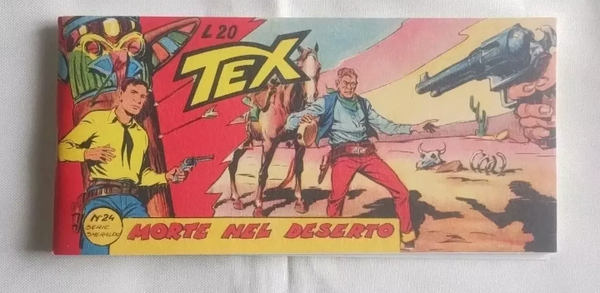 L. 20
TEX
N° 24
SERIE
SMERALDO
MORTE NEL DESERTO